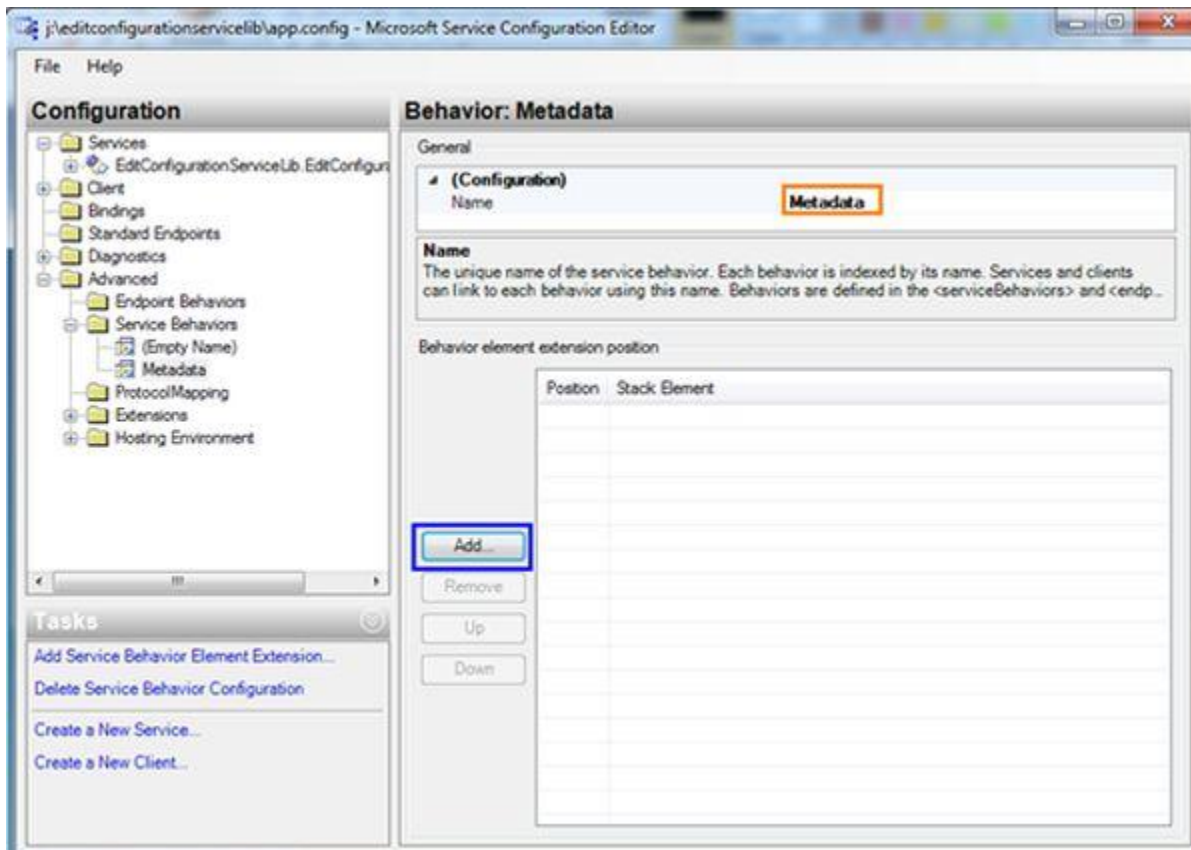 j:\editconfigurationservicelib\app.config - Microsoft Service Configuration Editor
File Help
Configuration
Services
EditConfigurationServiceLib.EditConfigura
Client
Bindings
Standard Endpoints
Diagnostics
Advanced
Endpoint Behaviors
Service Behaviors
(Empty Name)
Metadata
ProtocolMapping
Extensions
Hosting Environment
Tasks
Add Service Behavior Element Extension...
Delete Service Behavior Configuration
Create a New Service...
Create a New Client...
Behavior: Metadata
General
(Configuration)
Name Metadata
Name
The unique name of the service behavior. Each behavior is indexed by its name. Services and clients
can link to each behavior using this name. Behaviors are defined in the <serviceBehaviors> and <endp...
Behavior element extension position
Position Stack Element
Add...
Remove
Up
Down